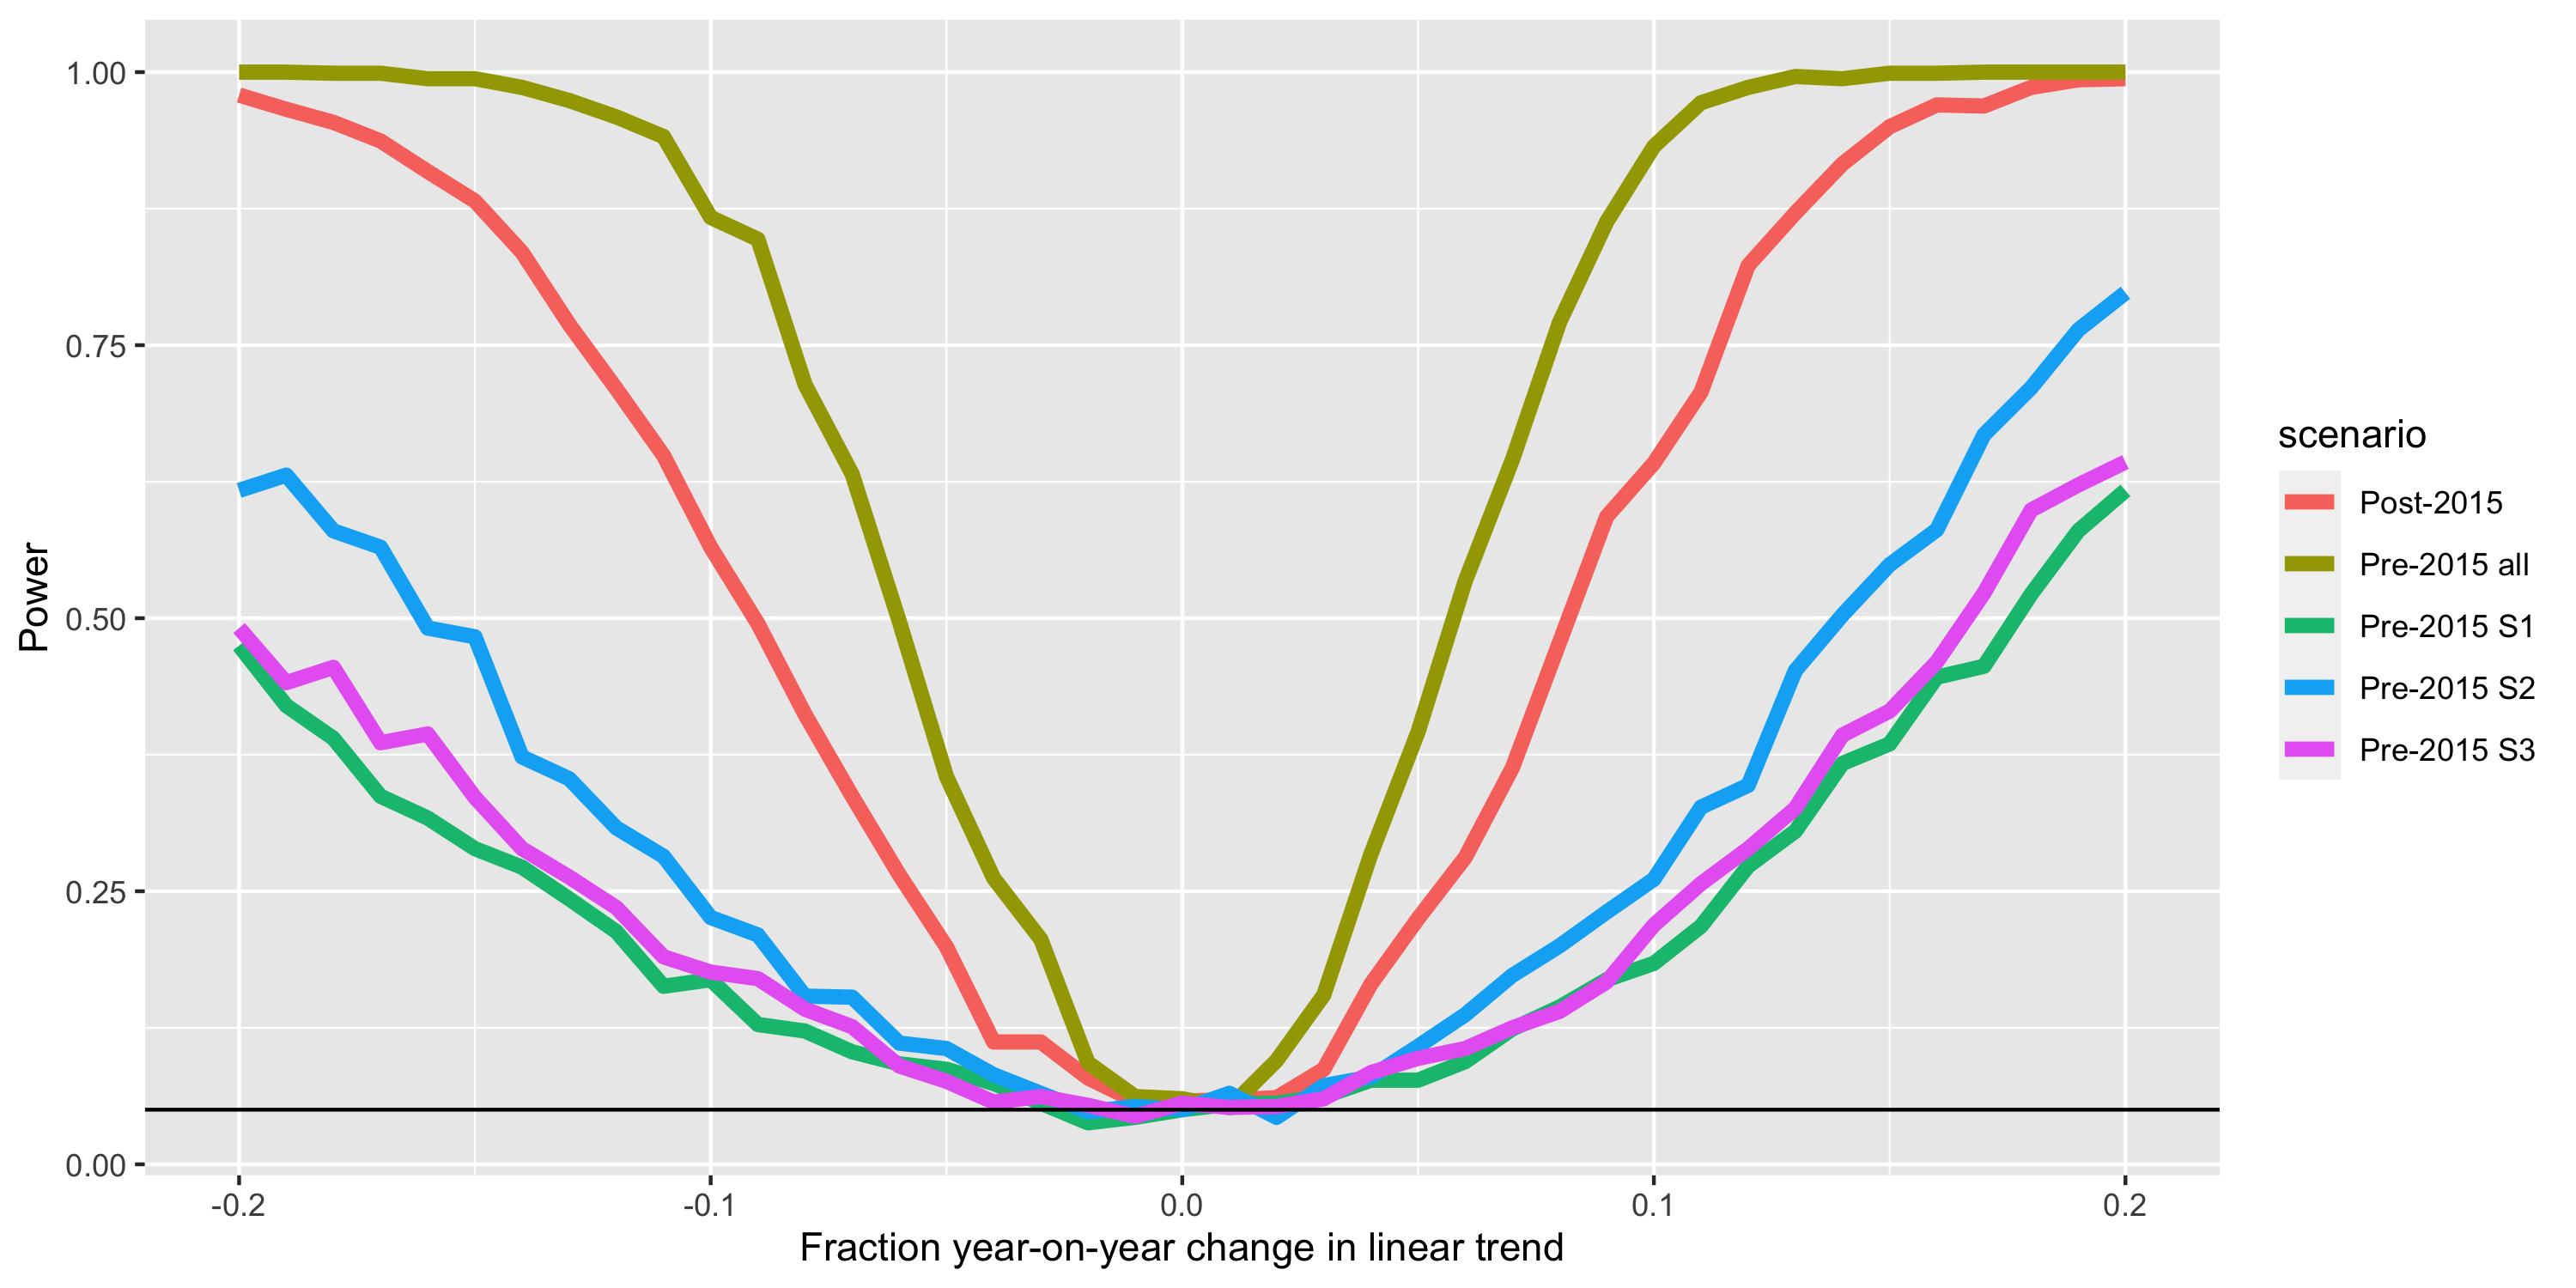 1.00
0.75
0.50
0.25
0.00
Power
-0.2
-0.1
0.0
0.1
0.2
Fraction year-on-year change in linear trend
scenario
Post-2015
Pre-2015 all
Pre-2015 S1
Pre-2015 S2
Pre-2015 S3